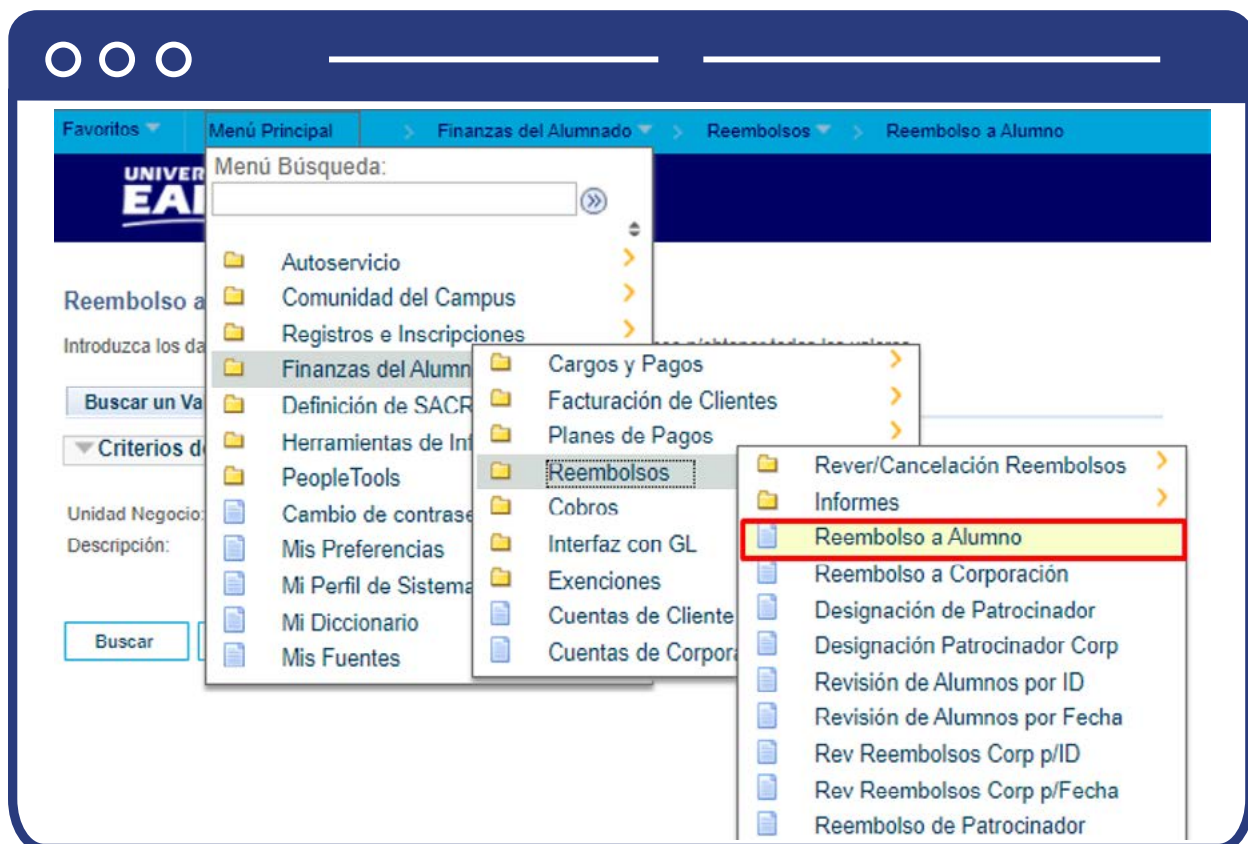 Favoritos Menú Principal > Finanzas del Alumnado > Reembolsos > Reembolso a Alumno
Menú Búsqueda:
Autoservicio
Comunidad del Campus
Registros e Inscripciones
Finanzas del Alumn
Definición de SACR
Herramientas de Inf
PeopleTools
Cambio de contrase
Mis Preferencias
Mi Perfil de Sistema
Mi Diccionario
Mis Fuentes
Cargos y Pagos
Facturación de Clientes
Planes de Pagos
Reembolsos
Cobros
Interfaz con GL
Exenciones
Cuentas de Cliente
Cuentas de Corpora
Rever/Cancelación Reembolsos
Informes
Reembolso a Alumno
Reembolso a Corporación
Designación de Patrocinador
Designación Patrocinador Corp
Revisión de Alumnos por ID
Revisión de Alumnos por Fecha
Rev Reembolsos Corp p/ID
Rev Reembolsos Corp p/Fecha
Reembolso de Patrocinador
UNIVER
EA
Reembolso a
Introduzca los da
Buscar un Va
Criterios d
Unidad Negocio:
Descripción:
Buscar